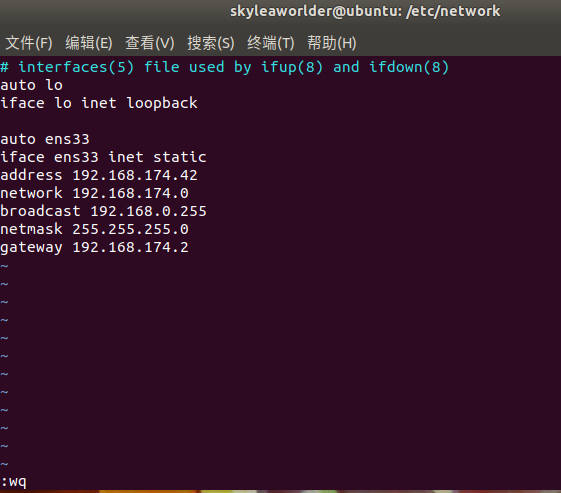 skyleaworlder@ubuntu: /etc/network
文件(F) 编辑(E) 查看(V) 搜索(S) 终端(T) 帮助(H)
# interfaces(5) file used by ifup(8) and ifdown(8)
auto lo
iface lo inet loopback
auto ens33
iface ens33 inet static
address 192.168.174.42
network 192.168.174.0
broadcast 192.168.0.255
netmask 255.255.255.0
gateway 192.168.174.2
~
~
~
~
~
~
~
~
~
~
~
~
:wq